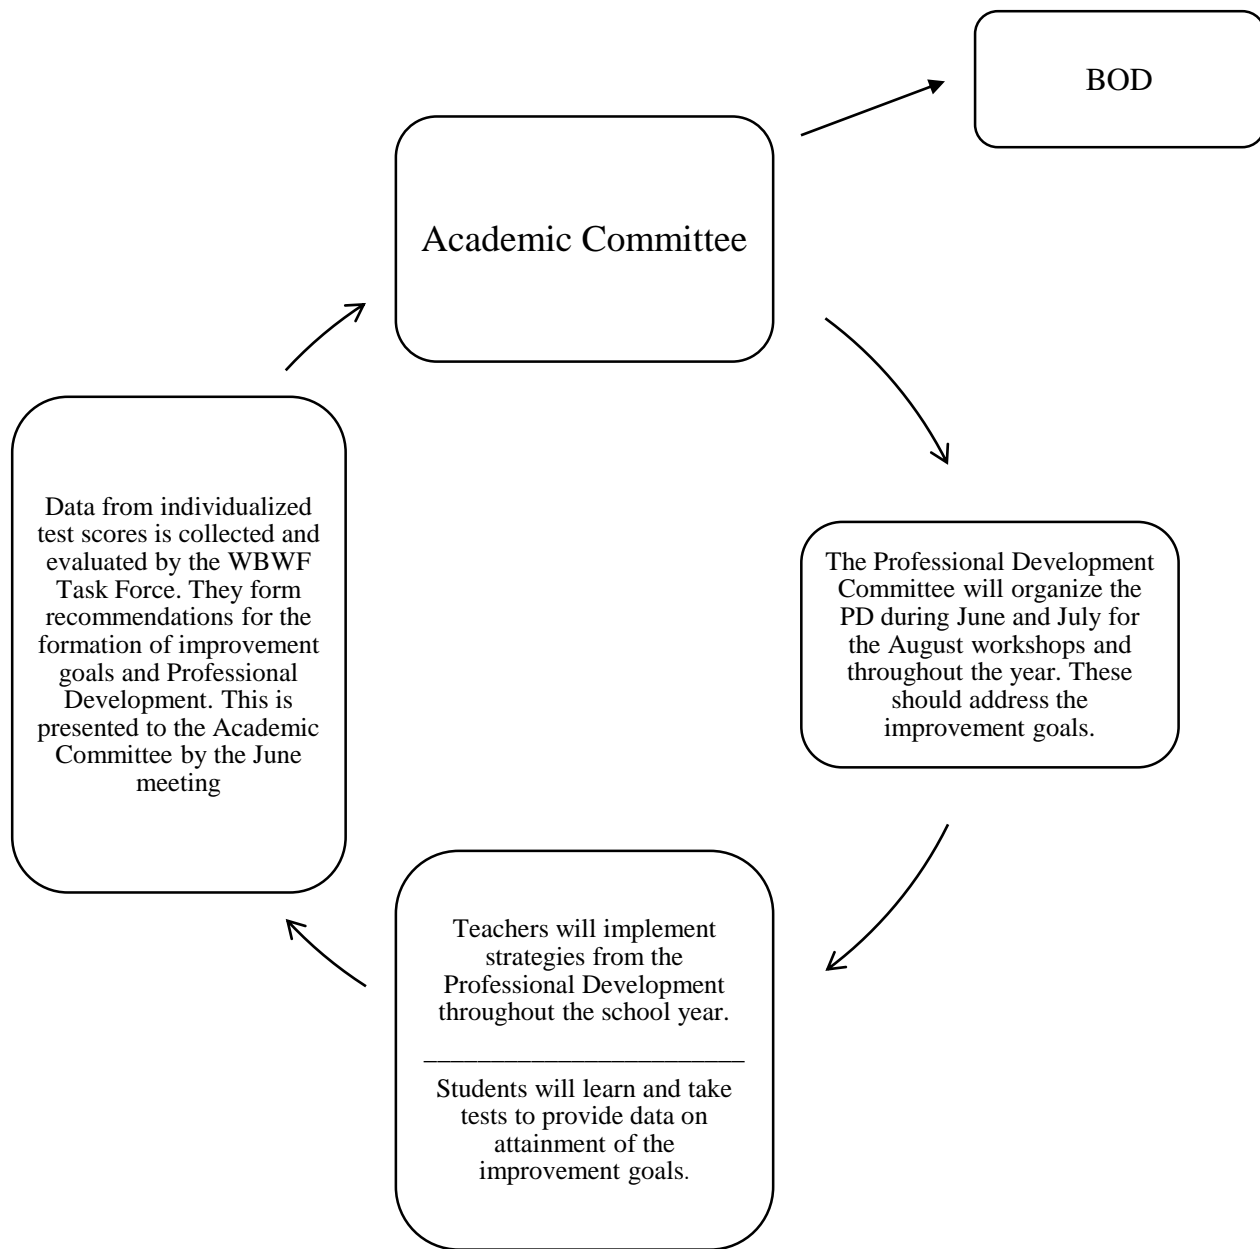 BOD
Academic Committee
The Professional Development
Committee will organize the
PD during June and July for
the August workshops and
throughout the year. These
should address the
improvement goals.
Teachers will implement
strategies from the
Professional Development
throughout the school year.
________________________
Students will learn and take
tests to provide data on
attainment of the
improvement goals.
Data from individualized
test scores is collected and
evaluated by the WBWF
Task Force. They form
recommendations for the
formation of improvement
goals and Professional
Development. This is
presented to the Academic
Committee by the June
meeting